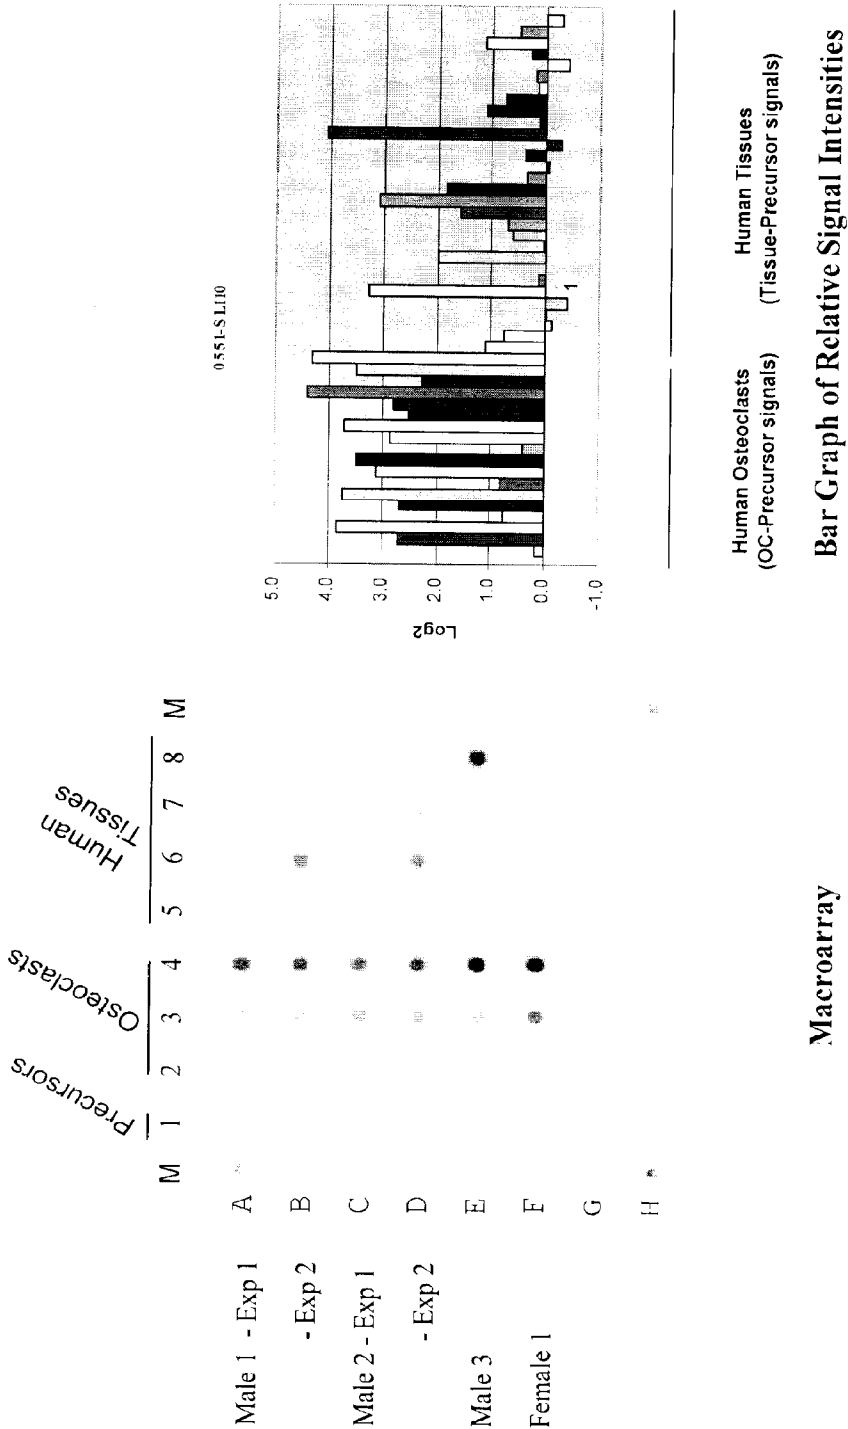 Precursors
Osteoclasts
Human
Tissues
M 1 2 3 4 5 6 7 8 M
Male 1 - Exp 1 A
- Exp 2 B
Male 2 - Exp 1 C
- Exp 2 D
Male 3 E
Female 1 F
G
H
Macroarray
0551-SL110
5.0
4.0
3.0
2.0
1.0
0.0
-1.0
Log2
1
Human Osteoclasts
(OC-Precursor signals)
Human Tissues
(Tissue-Precursor signals)
Bar Graph of Relative Signal Intensities